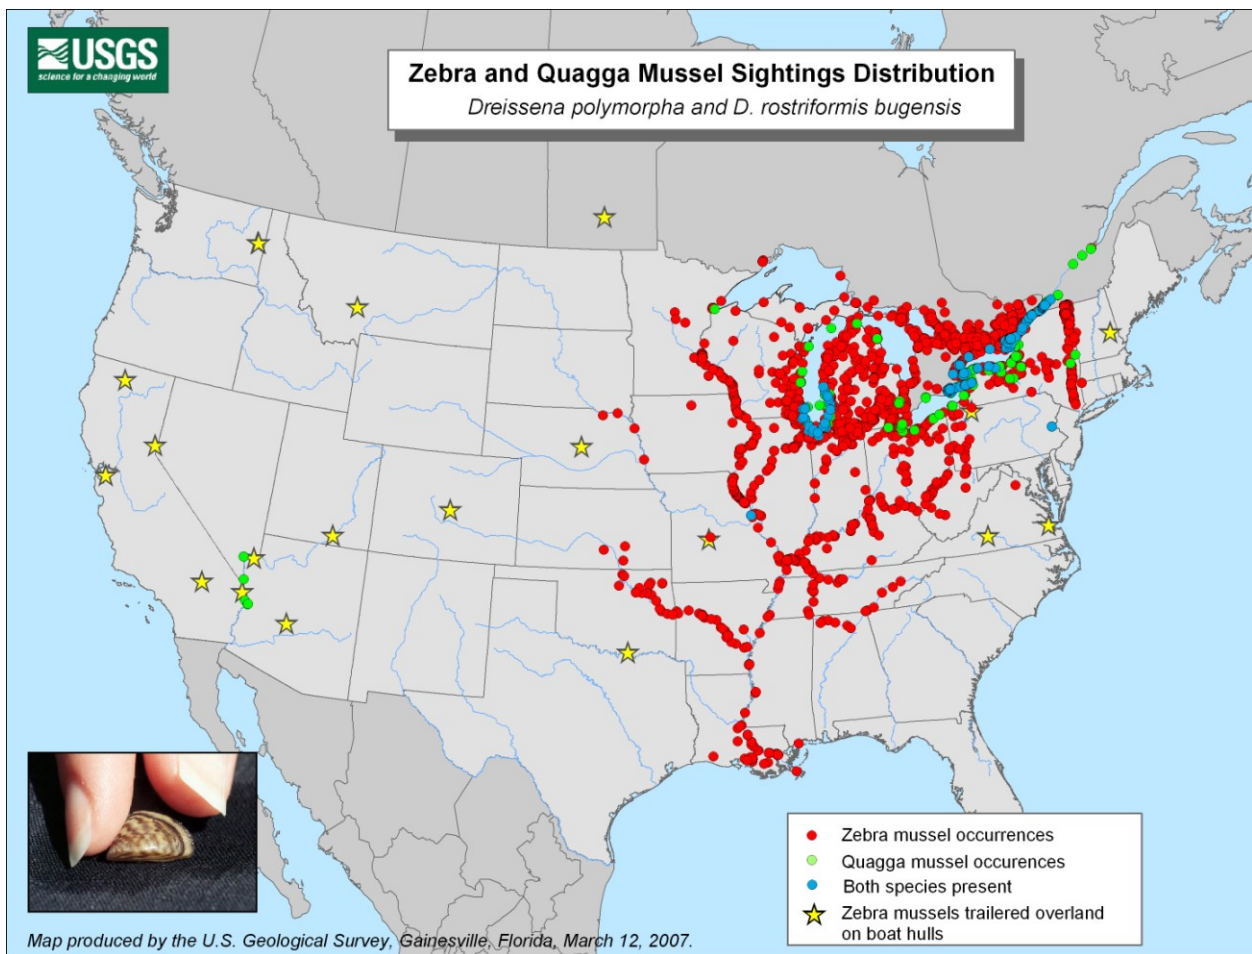 USGS
science for a changing world
Zebra and Quagga Mussel Sightings Distribution
Dreissena polymorpha and D. rostriformis bugensis
Zebra mussel occurrences
Quagga mussel occurences
Both species present
Zebra mussels trailered overland
on boat hulls
Map produced by the U.S. Geological Survey, Gainesville, Florida, March 12, 2007.